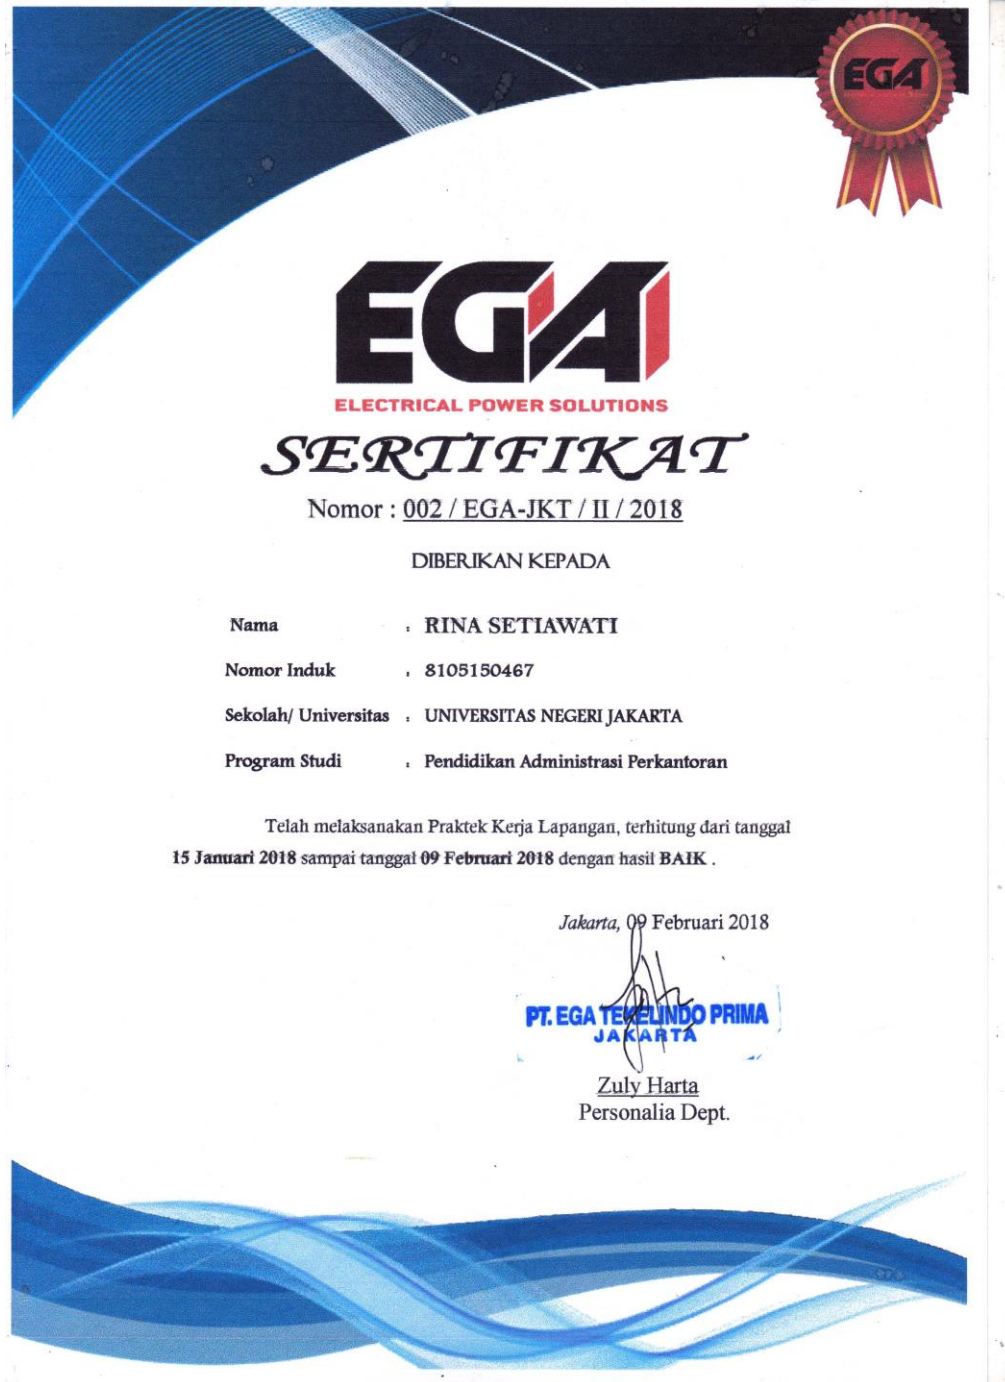 EGA
EGA
ELECTRICAL POWER SOLUTIONS
SERTIFIKAT
Nomor : 002 / EGA-JKT / II / 2018
DIBERIKAN KEPADA
Nama : RINA SETIAWATI
Nomor Induk : 8105150467
Sekolah/ Universitas : UNIVERSITAS NEGERI JAKARTA
Program Studi : Pendidikan Administrasi Perkantoran
Telah melaksanakan Praktek Kerja Lapangan, terhitung dari tanggal
15 Januari 2018 sampai tanggal 09 Februari 2018 dengan hasil BAIK .
Jakarta, 09 Februari 2018
PT. EGA TEKELINDO PRIMA
JAKARTA
Zuly Harta
Personalia Dept.